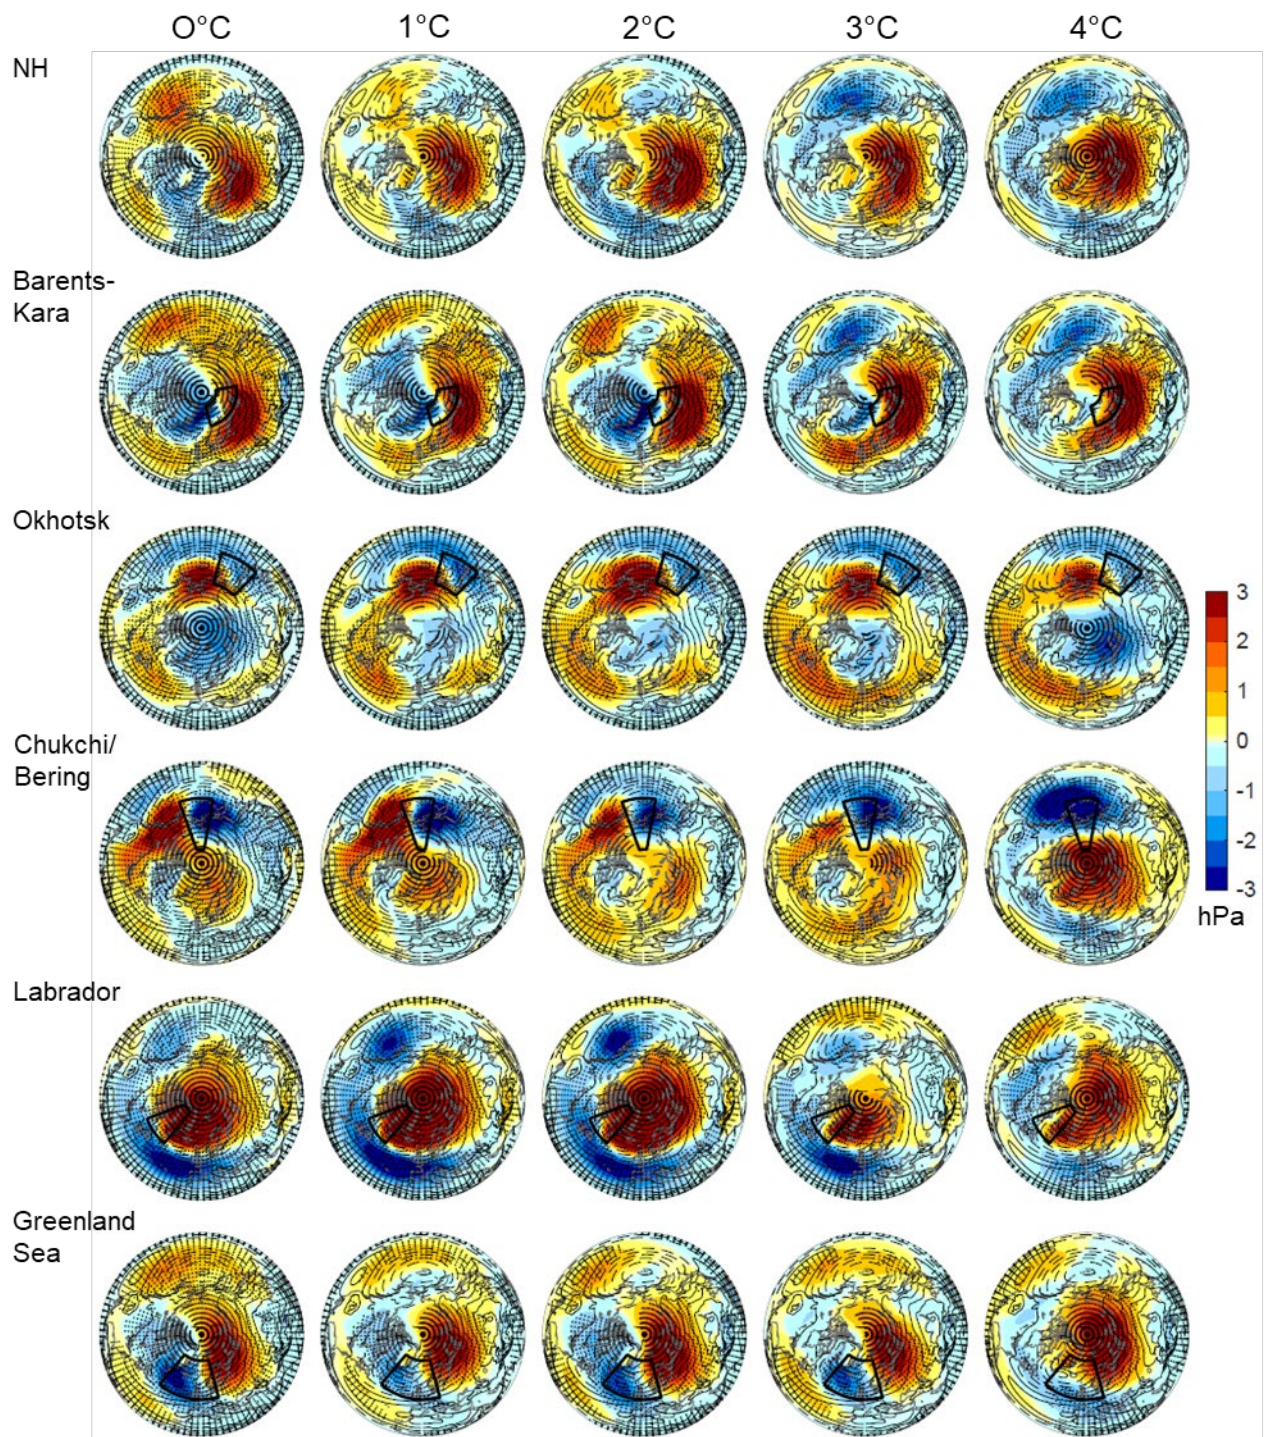 O°C 1°C 2°C 3°C 4°C
NH
Barents-
Kara
Okhotsk
3
2
1
0
-1
-2
-3
hPa
Chukchi/
Bering
Labrador
Greenland
Sea